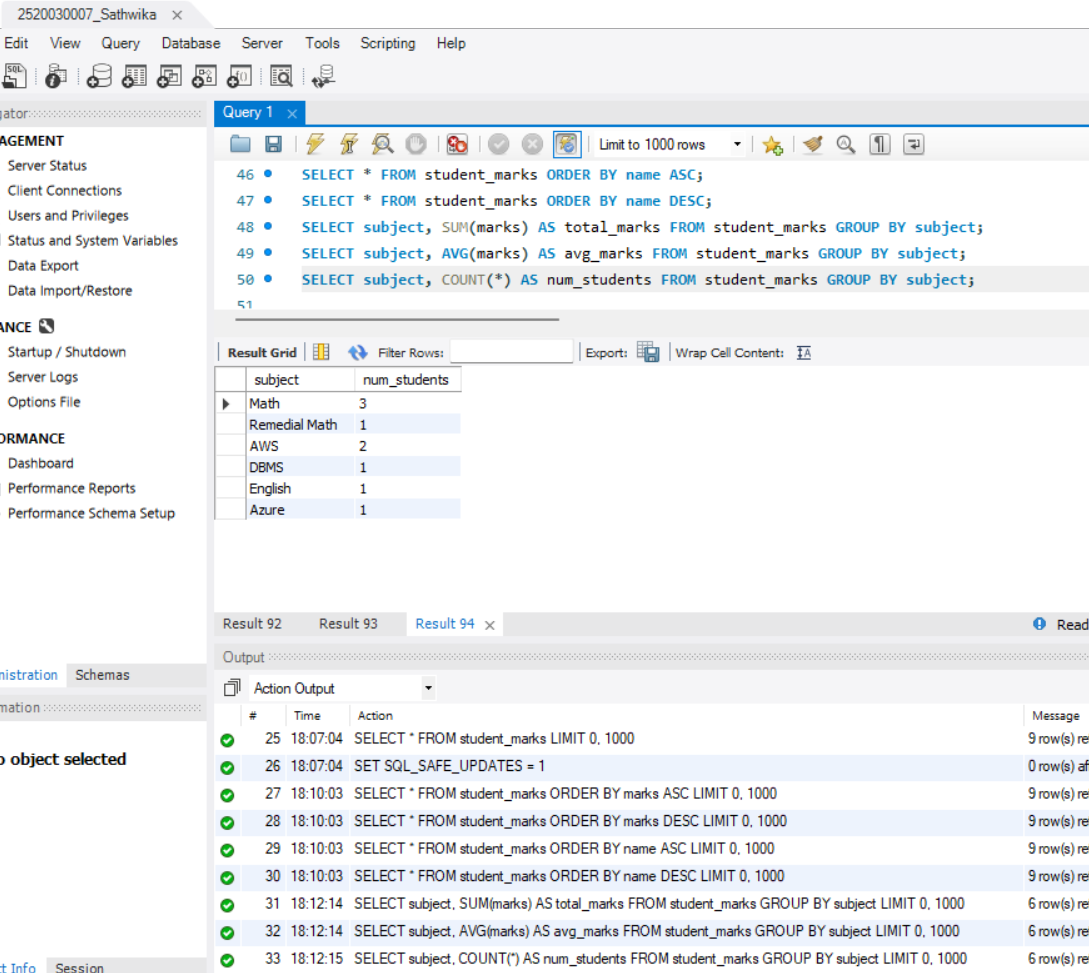 2520030007_Sathwika ×
Edit View Query Database Server Tools Scripting Help
SQL
gator
AGEMENT
Server Status
Client Connections
Users and Privileges
Status and System Variables
Data Export
Data Import/Restore
ANCE
Startup / Shutdown
Server Logs
Options File
ORMANCE
Dashboard
Performance Reports
Performance Schema Setup
nistration Schemas
mation
o object selected
ct Info Session
Query 1 ×
Limit to 1000 rows
46 SELECT * FROM student_marks ORDER BY name ASC;
47 SELECT * FROM student_marks ORDER BY name DESC;
48 SELECT subject, SUM(marks) AS total_marks FROM student_marks GROUP BY subject;
49 SELECT subject, AVG(marks) AS avg_marks FROM student_marks GROUP BY subject;
50 SELECT subject, COUNT(*) AS num_students FROM student_marks GROUP BY subject;
51
Result Grid Filter Rows: Export: Wrap Cell Content: IA
subject num_students
Math 3
Remedial Math 1
AWS 2
DBMS 1
English 1
Azure 1
Result 92 Result 93 Result 94 × Read
Output
Action Output
# Time Action Message
25 18:07:04 SELECT * FROM student_marks LIMIT 0, 1000 9 row(s) re
26 18:07:04 SET SQL_SAFE_UPDATES = 1 0 row(s) af
27 18:10:03 SELECT * FROM student_marks ORDER BY marks ASC LIMIT 0, 1000 9 row(s) re
28 18:10:03 SELECT * FROM student_marks ORDER BY marks DESC LIMIT 0, 1000 9 row(s) re
29 18:10:03 SELECT * FROM student_marks ORDER BY name ASC LIMIT 0, 1000 9 row(s) re
30 18:10:03 SELECT * FROM student_marks ORDER BY name DESC LIMIT 0, 1000 9 row(s) re
31 18:12:14 SELECT subject, SUM(marks) AS total_marks FROM student_marks GROUP BY subject LIMIT 0, 1000 6 row(s) re
32 18:12:14 SELECT subject, AVG(marks) AS avg_marks FROM student_marks GROUP BY subject LIMIT 0, 1000 6 row(s) re
33 18:12:15 SELECT subject, COUNT(*) AS num_students FROM student_marks GROUP BY subject LIMIT 0, 1000 6 row(s) re